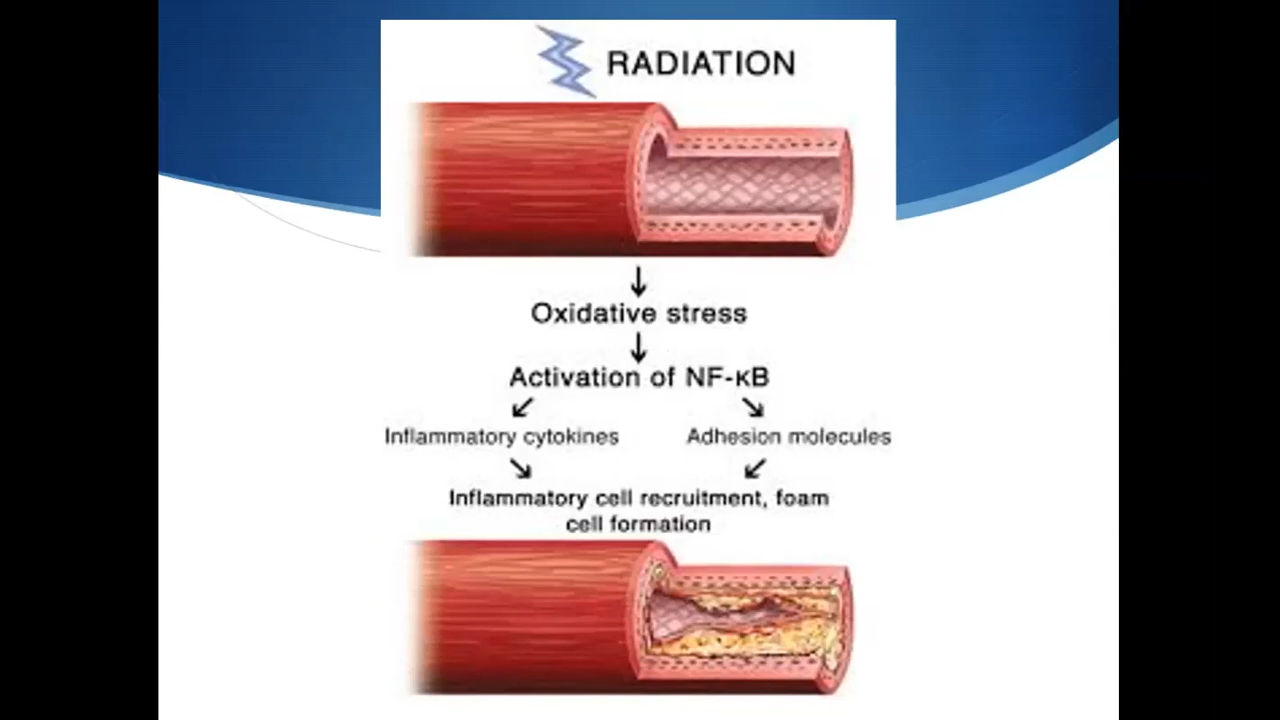 RADIATION
Oxidative stress
Activation of NF-κB
Inflammatory cytokines
Adhesion molecules
Inflammatory cell recruitment, foam
cell formation